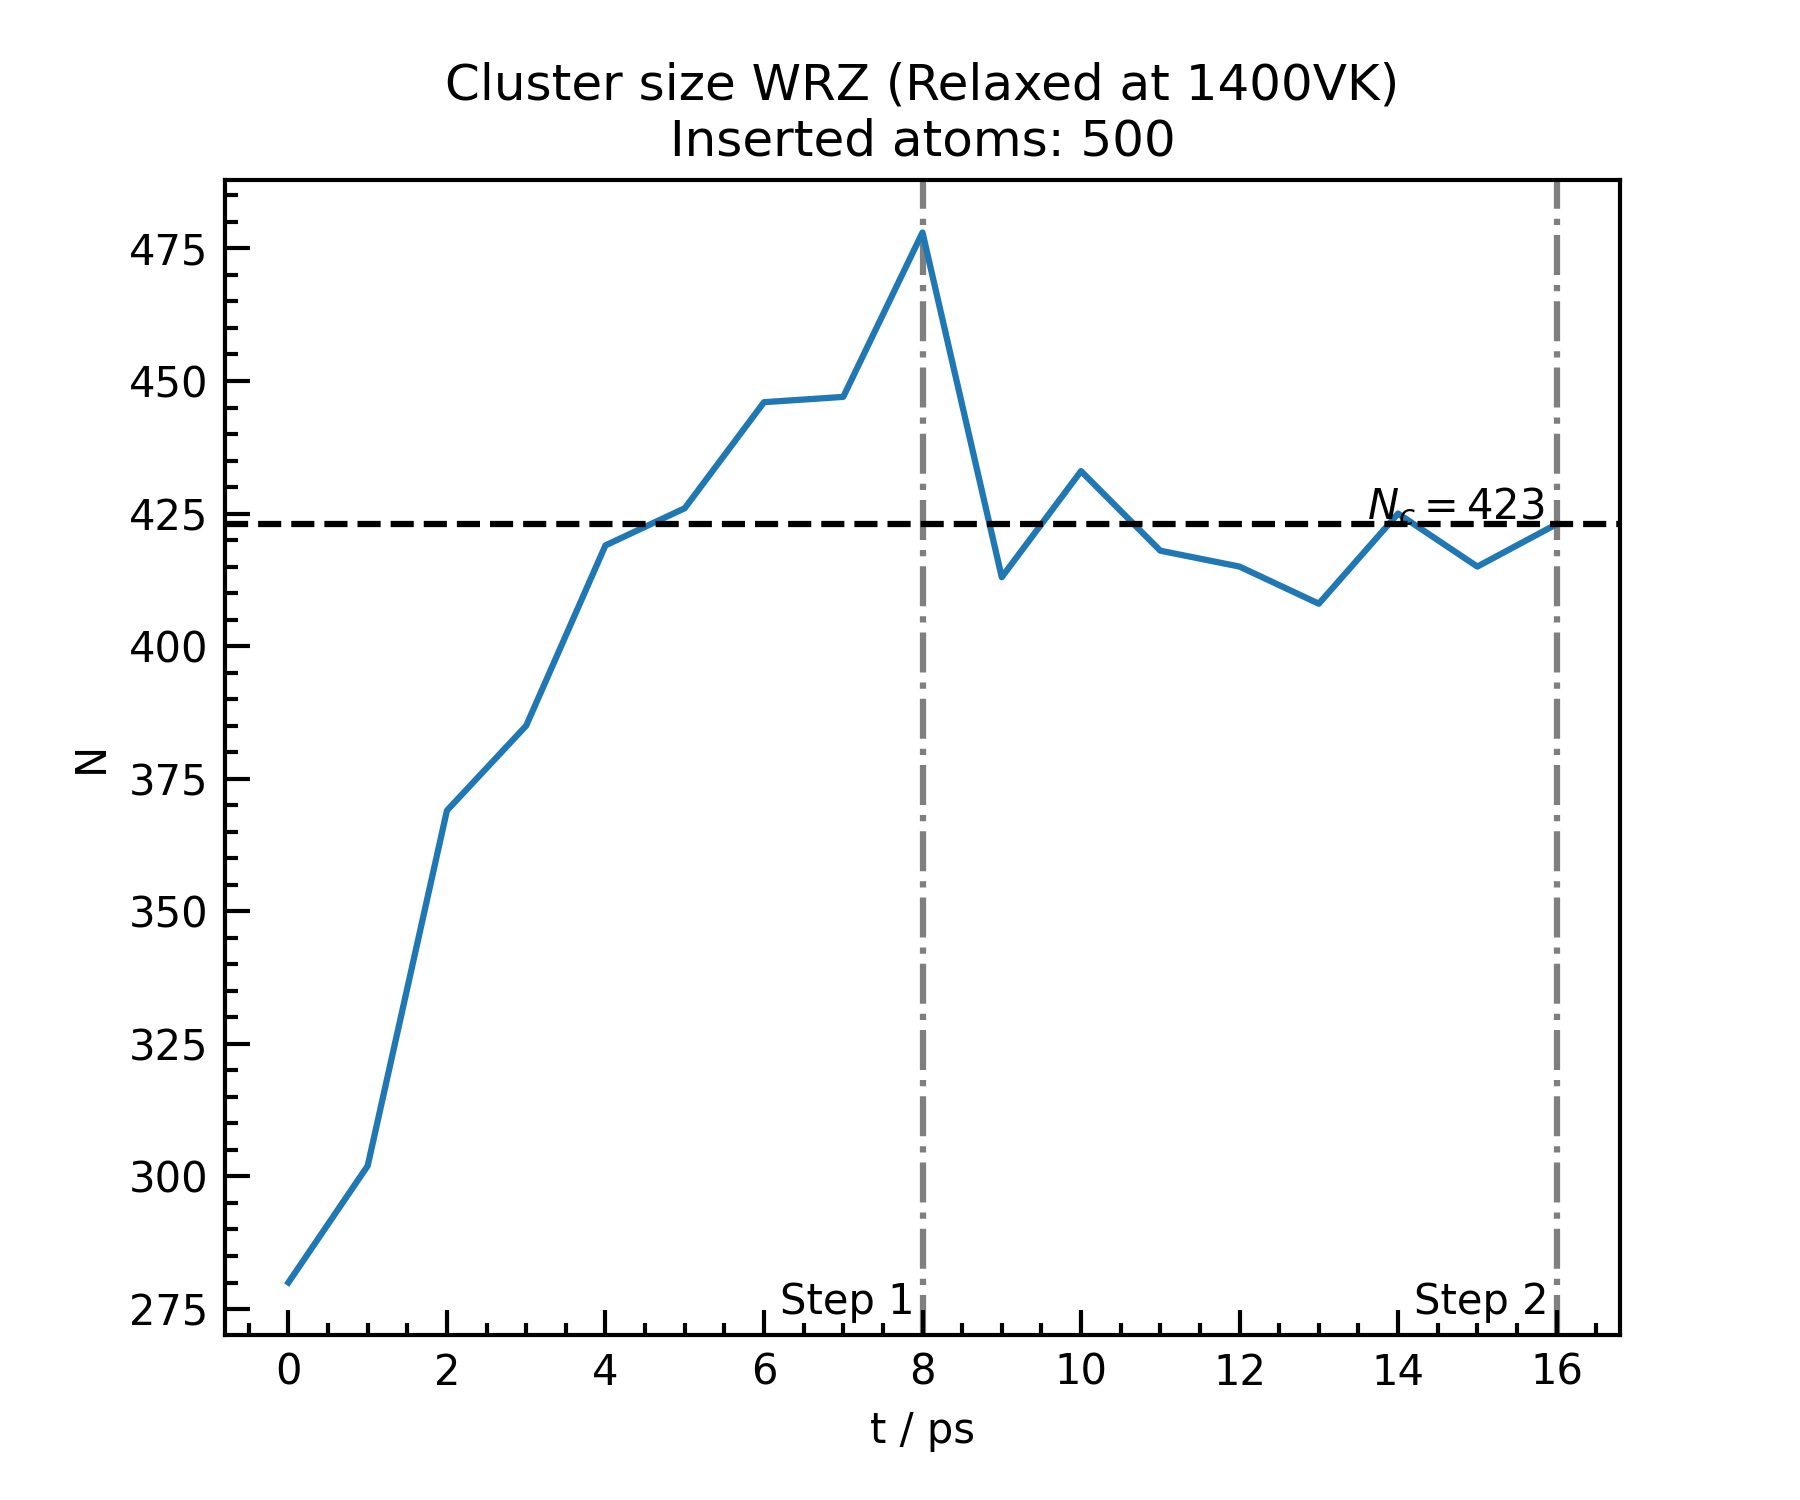 Cluster size WRZ (Relaxed at 1400VK)
Inserted atoms: 500
475
450
425
400
375
350
325
300
275
N
N_c = 423
Step 1
Step 2
0 2 4 6 8 10 12 14 16
t / ps